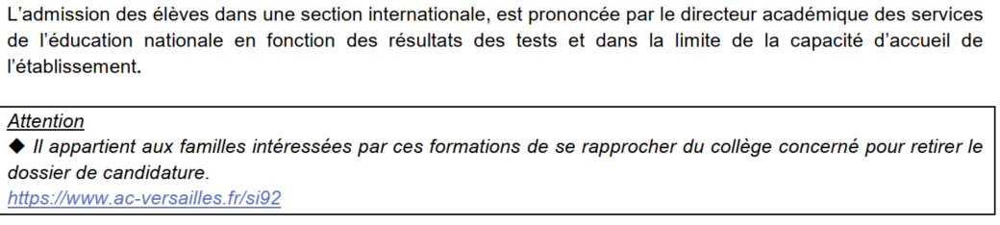 L’admission des élèves dans une section internationale, est prononcée par le directeur académique des services
de l’éducation nationale en fonction des résultats des tests et dans la limite de la capacité d’accueil de
l’établissement.
Attention
◆ Il appartient aux familles intéressées par ces formations de se rapprocher du collège concerné pour retirer le
dossier de candidature.
https://www.ac-versailles.fr/si92